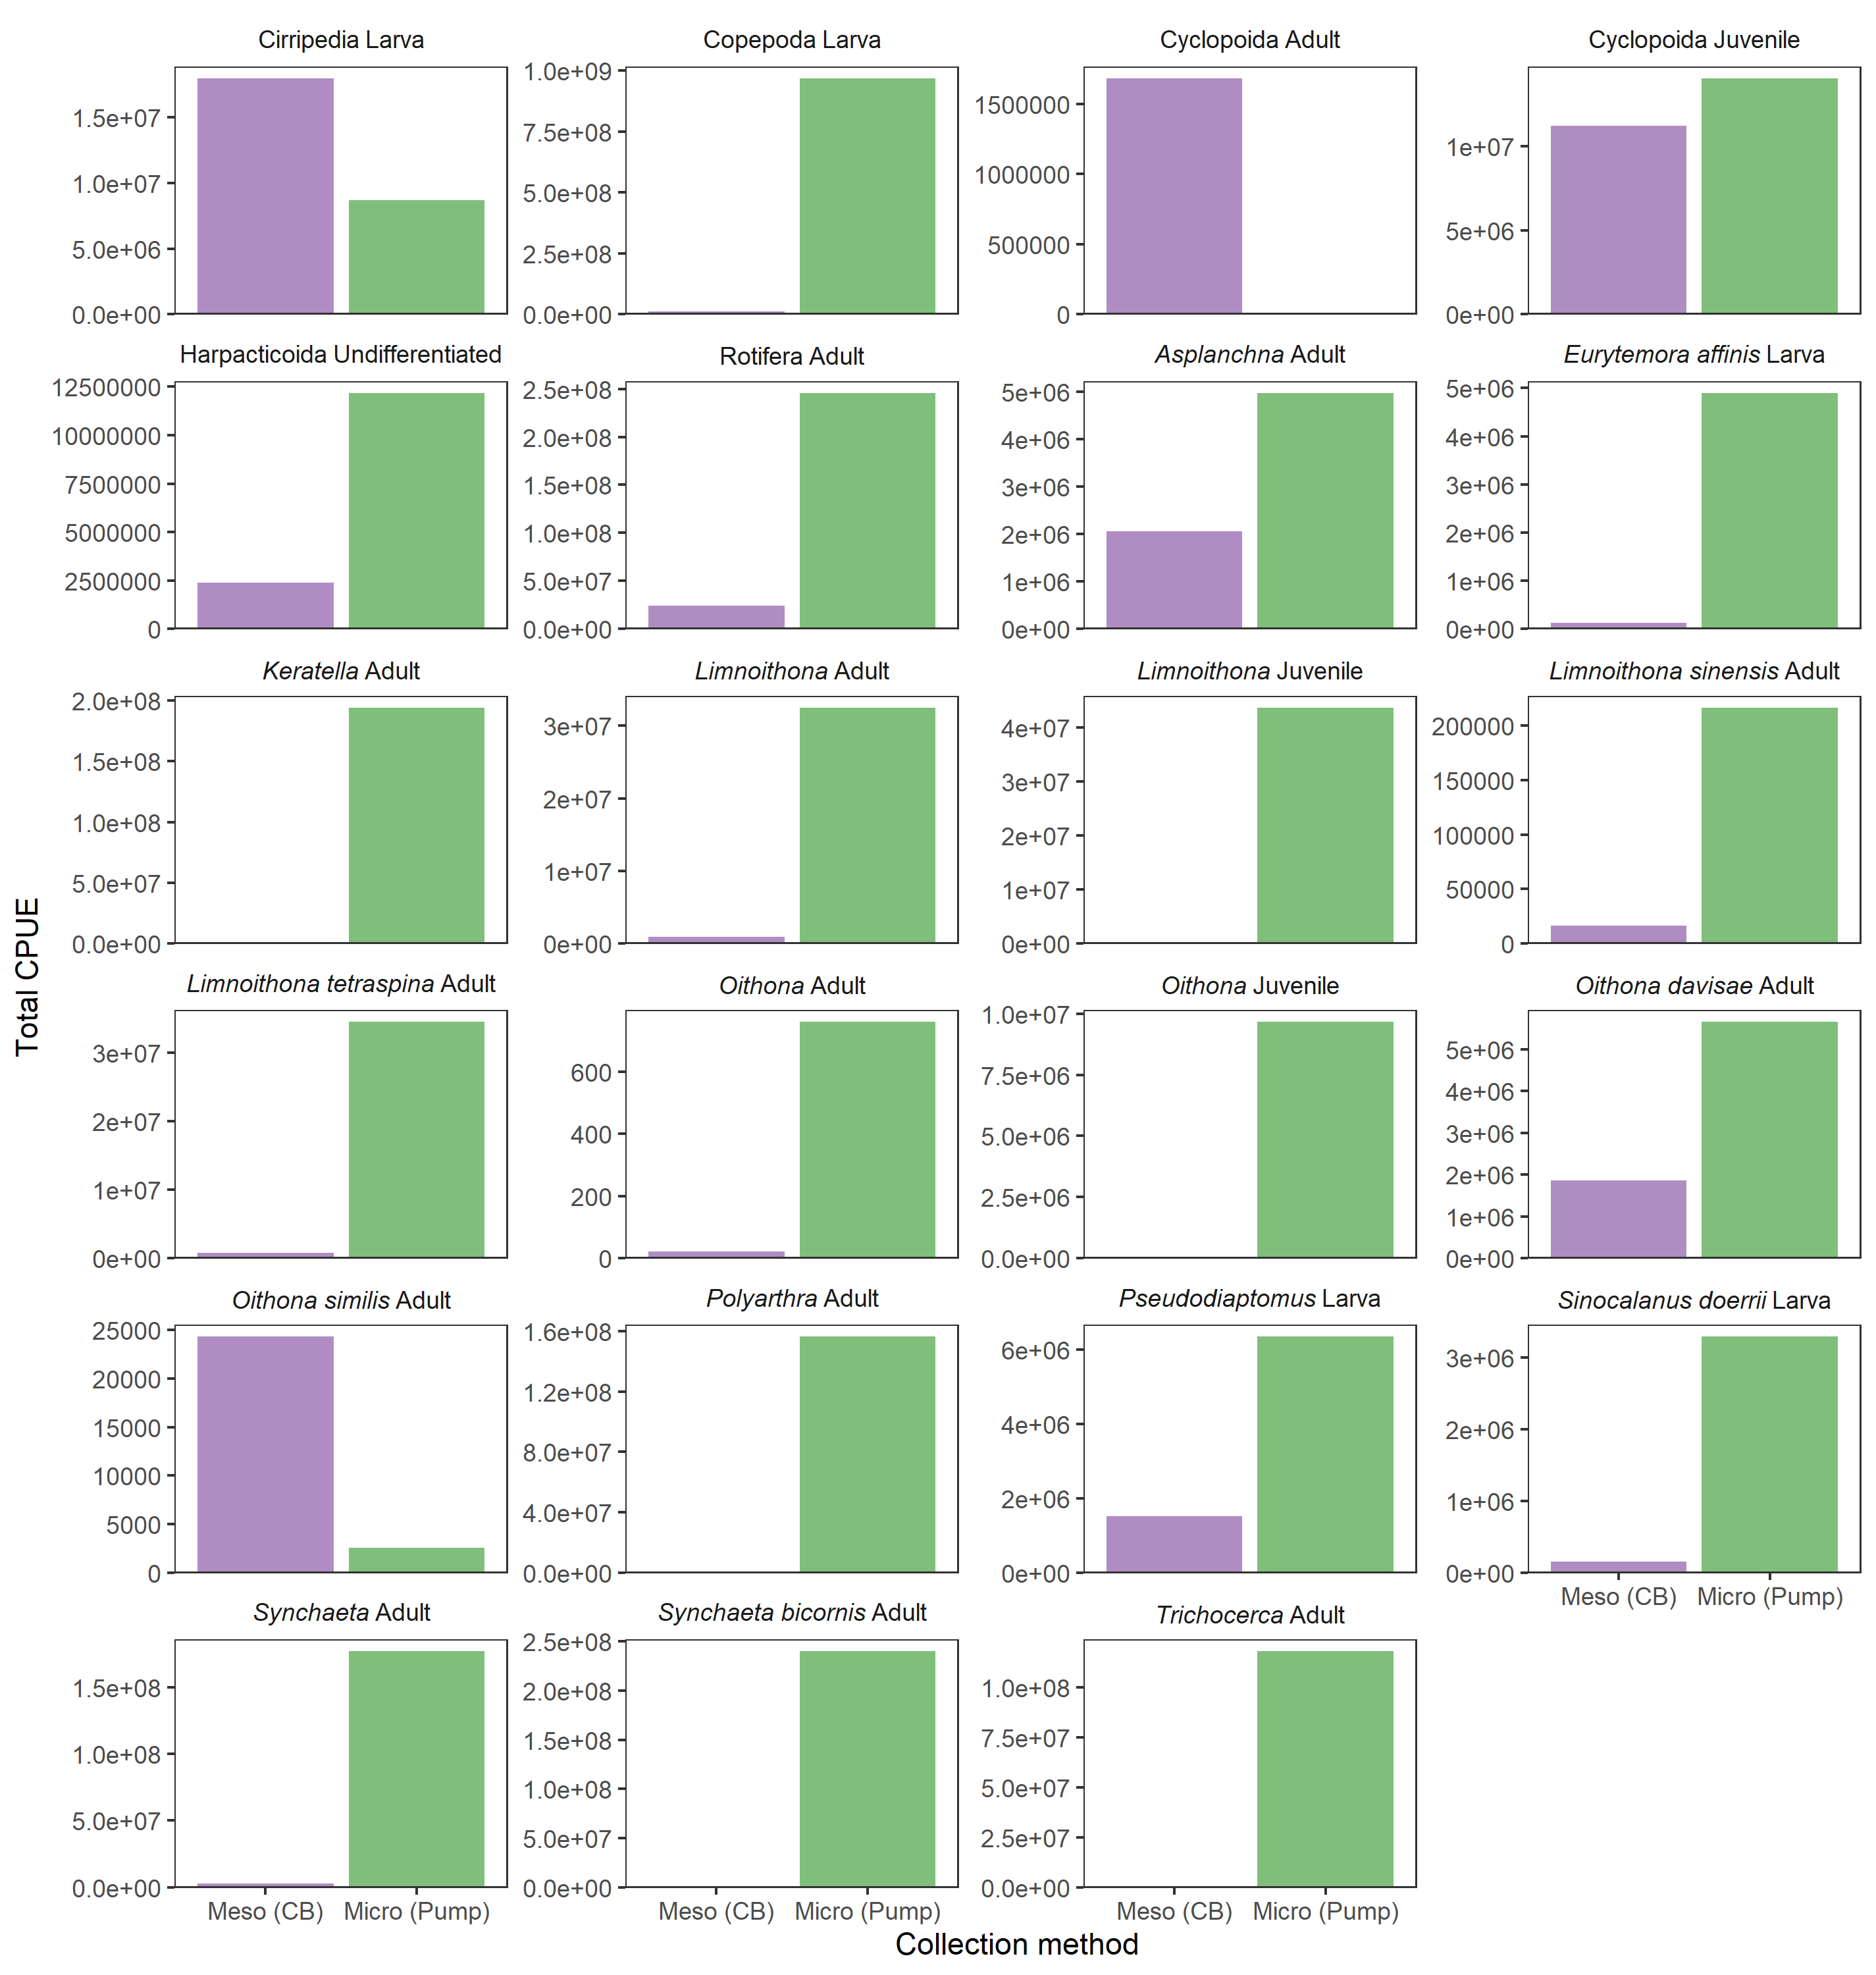 Cirripedia Larva
Copepoda Larva
Cyclopoida Adult
Cyclopoida Juvenile
1.5e+07
1.0e+07
5.0e+06
0.0e+00
1.0e+09
7.5e+08
5.0e+08
2.5e+08
0.0e+00
1500000
1000000
500000
0
1e+07
5e+06
0e+00
Harpacticoida Undifferentiated
Rotifera Adult
Asplanchna Adult
Eurytemora affinis Larva
12500000
10000000
7500000
5000000
2500000
0
2.5e+08
2.0e+08
1.5e+08
1.0e+08
5.0e+07
0.0e+00
5e+06
4e+06
3e+06
2e+06
1e+06
0e+00
5e+06
4e+06
3e+06
2e+06
1e+06
0e+00
Keratella Adult
Limnoithona Adult
Limnoithona Juvenile
Limnoithona sinensis Adult
2.0e+08
1.5e+08
1.0e+08
5.0e+07
0.0e+00
3e+07
2e+07
1e+07
0e+00
4e+07
3e+07
2e+07
1e+07
0e+00
200000
150000
100000
50000
0
Total CPUE
Limnoithona tetraspina Adult
Oithona Adult
Oithona Juvenile
Oithona davisae Adult
3e+07
2e+07
1e+07
0e+00
600
400
200
0
1.0e+07
7.5e+06
5.0e+06
2.5e+06
0.0e+00
5e+06
4e+06
3e+06
2e+06
1e+06
0e+00
Oithona similis Adult
Polyarthra Adult
Pseudodiaptomus Larva
Sinocalanus doerrii Larva
25000
20000
15000
10000
5000
0
1.6e+08
1.2e+08
8.0e+07
4.0e+07
0.0e+00
6e+06
4e+06
2e+06
0e+00
3e+06
2e+06
1e+06
0e+00
Meso (CB) Micro (Pump)
Synchaeta Adult
Synchaeta bicornis Adult
Trichocerca Adult
1.5e+08
1.0e+08
5.0e+07
0.0e+00
2.5e+08
2.0e+08
1.5e+08
1.0e+08
5.0e+07
0.0e+00
1.0e+08
7.5e+07
5.0e+07
2.5e+07
0.0e+00
Meso (CB) Micro (Pump)
Meso (CB) Micro (Pump)
Meso (CB) Micro (Pump)
Collection method